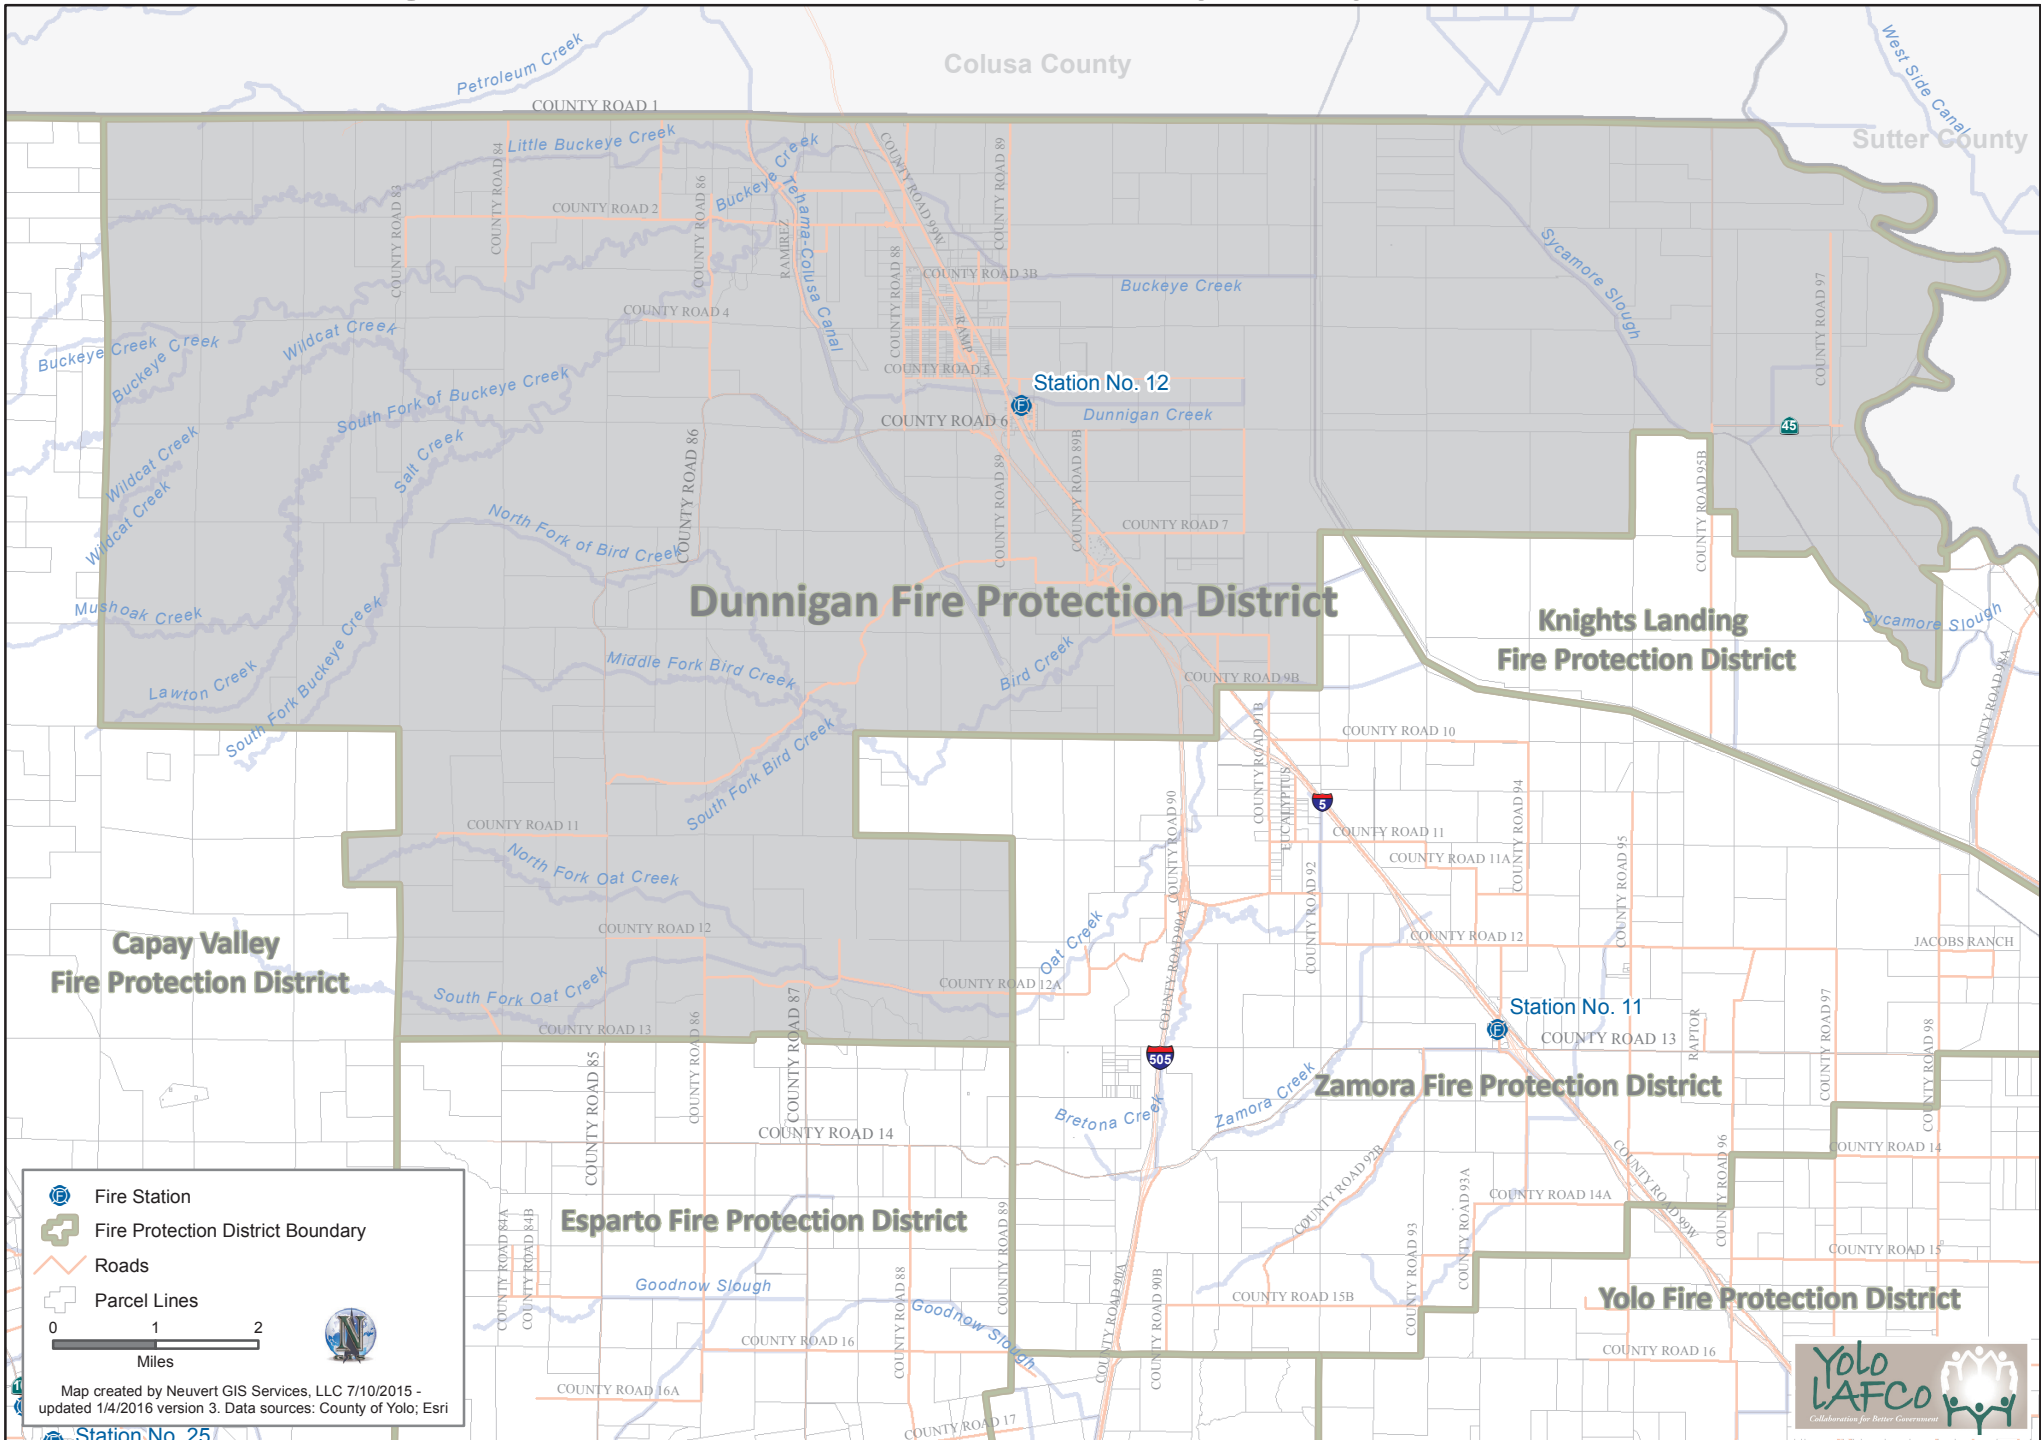 Colusa County
Petroleum Creek
West Side Canal
Sutter County
COUNTY ROAD 1
Little Buckeye Creek
COUNTY ROAD 84
COUNTY ROAD 83
COUNTY ROAD 2
COUNTY ROAD 86
Buckeye Creek
Tehama-Colusa Canal
RAMIREZ
COUNTY ROAD 99W
COUNTY ROAD 89
COUNTY ROAD 88
COUNTY ROAD 3B
Buckeye Creek
Sycamore Slough
COUNTY ROAD 97
COUNTY ROAD 4
RAMP
Buckeye Creek
Buckeye Creek
Wildcat Creek
South Fork of Buckeye Creek
COUNTY ROAD 5
Station No. 12
Dunnigan Creek
COUNTY ROAD 6
45
Salt Creek
Wildcat Creek
Wildcat Creek
COUNTY ROAD 86
COUNTY ROAD 89
COUNTY ROAD 89B
COUNTY ROAD 95B
North Fork of Bird Creek
COUNTY ROAD 7
Dunnigan Fire Protection District
Knights Landing
Fire Protection District
Sycamore Slough
Mushoak Creek
Lawton Creek
South Fork Buckeye Creek
Middle Fork Bird Creek
Bird Creek
COUNTY ROAD 9B
COUNTY ROAD 98A
South Fork Bird Creek
COUNTY ROAD 91B
COUNTY ROAD 10
EUCALYPTUS
5
COUNTY ROAD 90
COUNTY ROAD 94
COUNTY ROAD 11
COUNTY ROAD 11
COUNTY ROAD 11A
COUNTY ROAD 95
North Fork Oat Creek
COUNTY ROAD 92
COUNTY ROAD 12
COUNTY ROAD 12
JACOBS RANCH
Capay Valley
Fire Protection District
Oat Creek
COUNTY ROAD 90A
South Fork Oat Creek
COUNTY ROAD 12A
COUNTY ROAD 87
COUNTY ROAD 86
COUNTY ROAD 13
Station No. 11
COUNTY ROAD 13
RAPTOR
COUNTY ROAD 97
COUNTY ROAD 98
505
COUNTY ROAD 85
Zamora Fire Protection District
Bretona Creek
Zamora Creek
COUNTY ROAD 14
COUNTY ROAD 14
COUNTY ROAD 92B
COUNTY ROAD 93A
COUNTY ROAD 96
COUNTY ROAD 99W
COUNTY ROAD 14A
Esparto Fire Protection District
COUNTY ROAD 84A
COUNTY ROAD 84B
COUNTY ROAD 89
COUNTY ROAD 93
COUNTY ROAD 15
Goodnow Slough
COUNTY ROAD 88
Goodnow Slough
COUNTY ROAD 90A
COUNTY ROAD 90B
COUNTY ROAD 15B
Yolo Fire Protection District
COUNTY ROAD 16
COUNTY ROAD 16
COUNTY ROAD 16A
COUNTY ROAD 17
Fire Station
Fire Protection District Boundary
Roads
Parcel Lines
0 1 2
Miles
N
Map created by Neuvert GIS Services, LLC 7/10/2015 -
updated 1/4/2016 version 3. Data sources: County of Yolo; Esri
Station No. 25
YOLO
LAFCO
Collaboration for Better Government